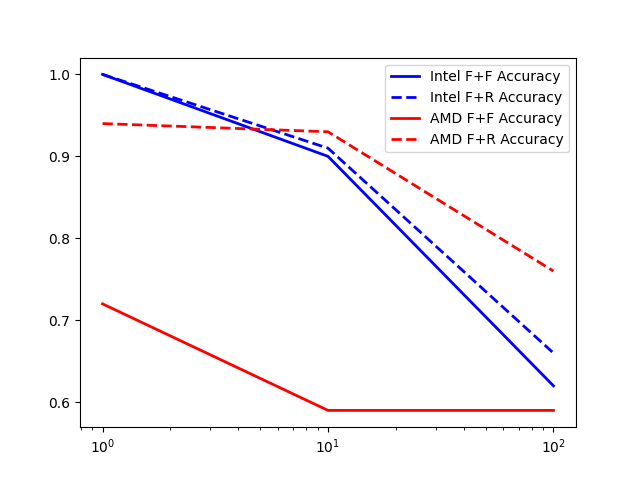 1.0
0.9
0.8
0.7
0.6
10⁰
10¹
10²
Intel F+F Accuracy
Intel F+R Accuracy
AMD F+F Accuracy
AMD F+R Accuracy